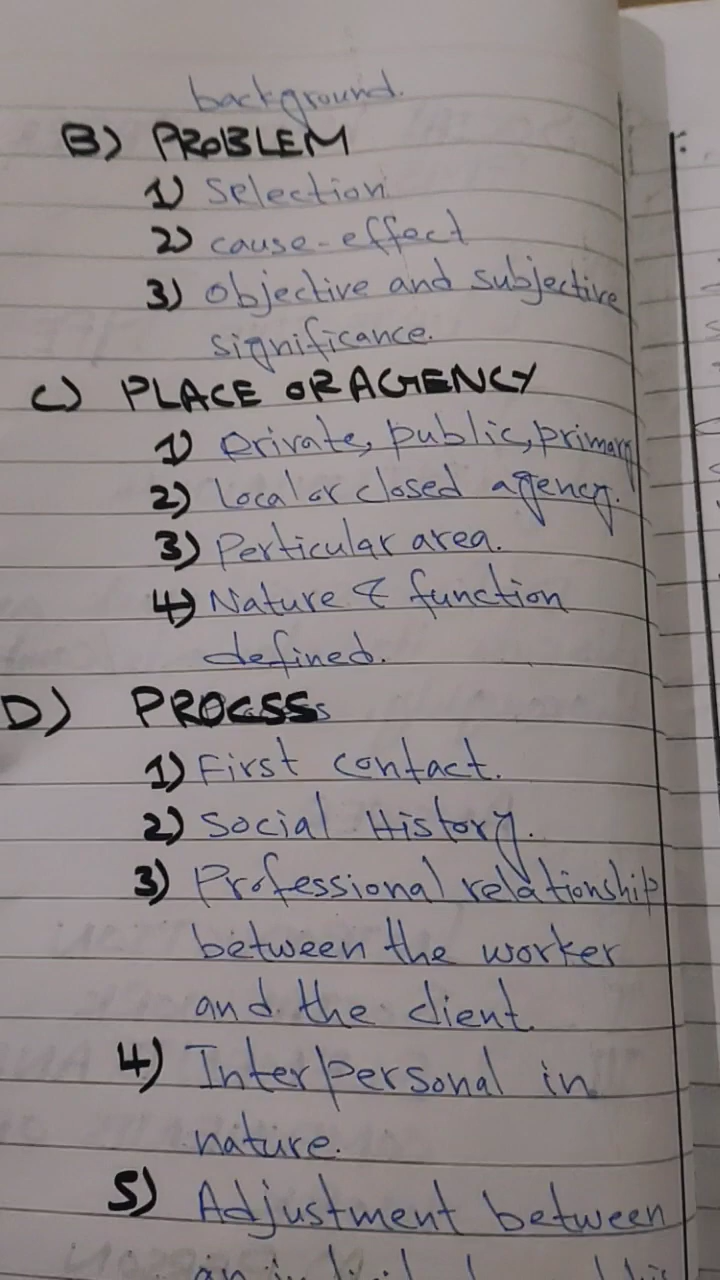 background.
B) PROBLEM
1) Selection
2) cause-effect
3) Objective and subjective
significance.
C) PLACE OR AGENCY
1) Private, public, primary
2) Local or closed agency.
3) Perticular area.
4) Nature & function
defined.
D) PROCSSs
1) First contact.
2) Social History.
3) Professional relationship
between the worker
and the client.
4) Interpersonal in
nature.
5) Adjustment between
an